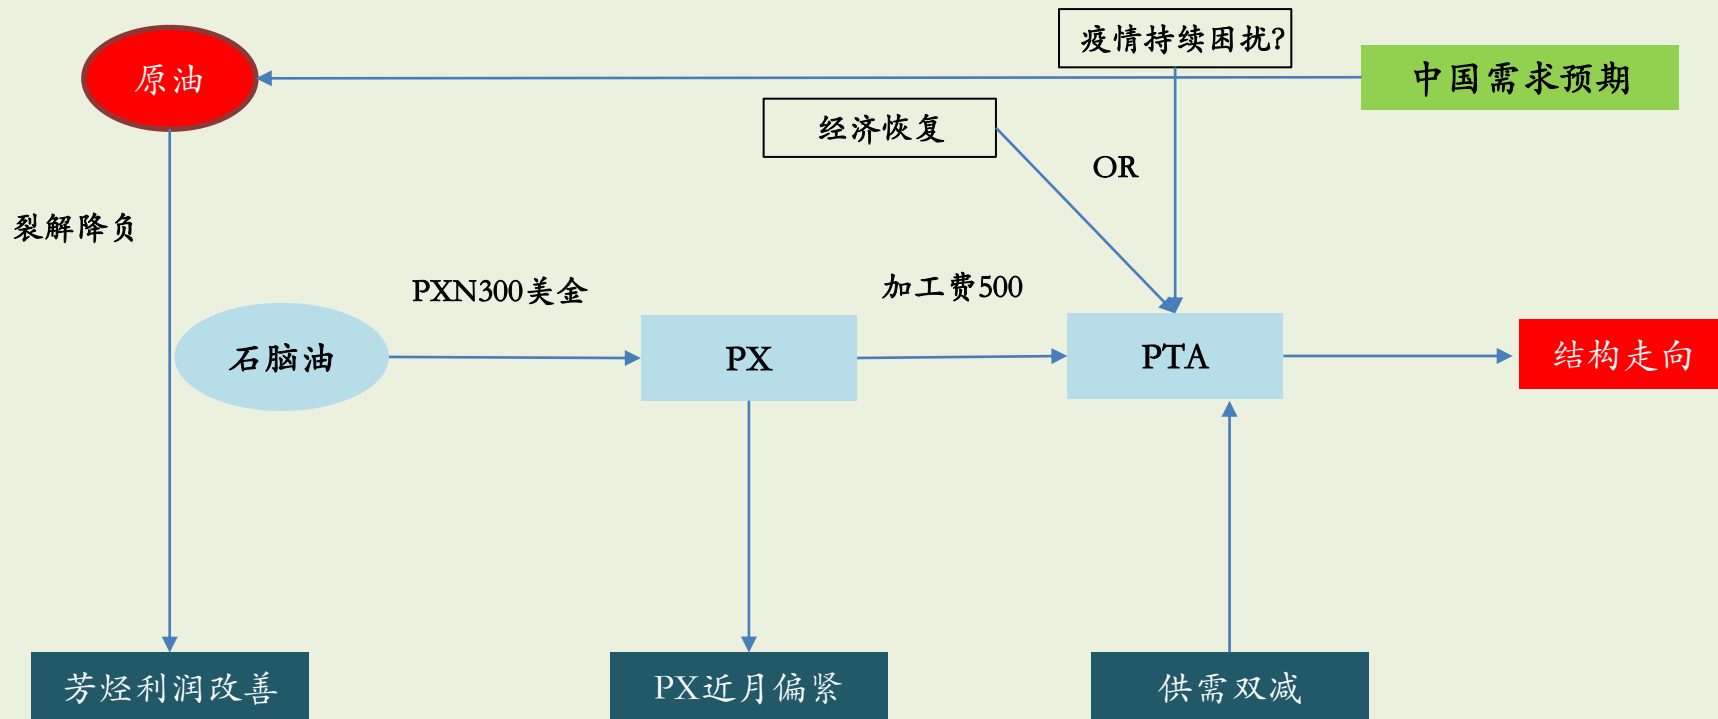 疫情持续困扰?
原油
中国需求预期
经济恢复
OR
裂解降负
PXN300美金
加工费500
石脑油
PX
PTA
结构走向
芳烃利润改善
PX近月偏紧
供需双减